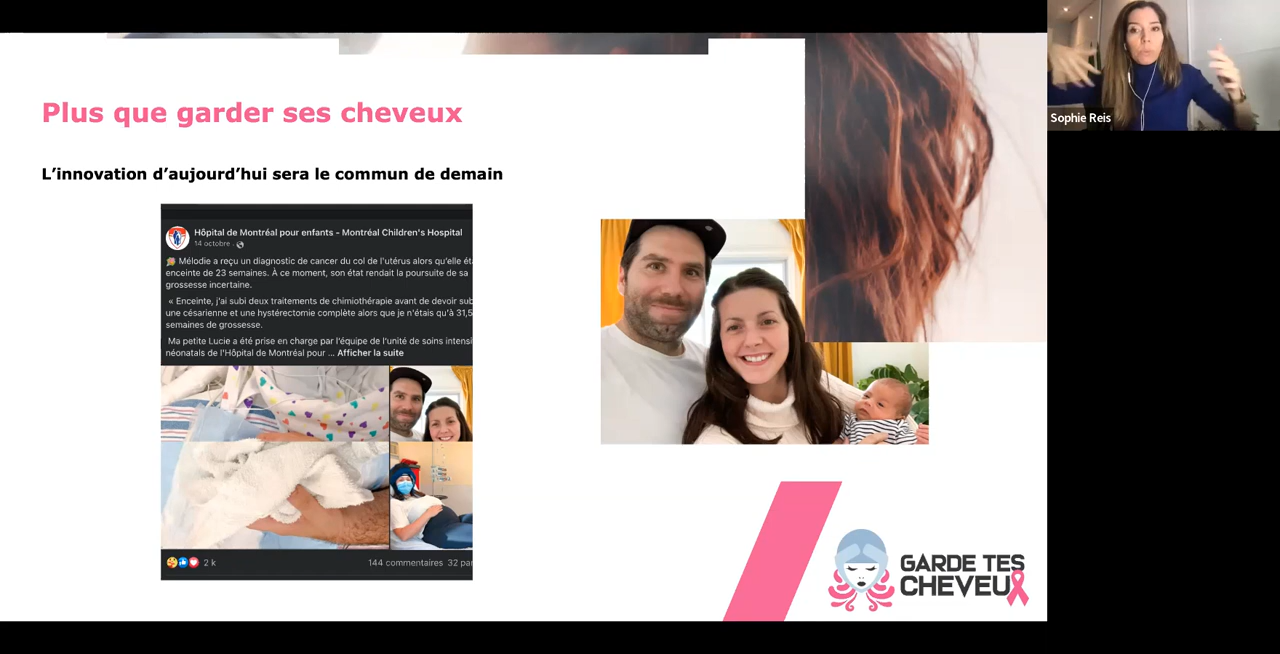 Plus que garder ses cheveux
L’innovation d’aujourd’hui sera le commun de demain
Hôpital de Montréal pour enfants - Montréal Children's Hospital
14 octobre ·
Mélodie a reçu un diagnostic de cancer du col de l'utérus alors qu'elle éta
enceinte de 23 semaines. À ce moment, son état rendait la poursuite de sa
grossesse incertaine.
« Enceinte, j'ai subi deux traitements de chimiothérapie avant de devoir sub
une césarienne et une hystérectomie complète alors que je n'étais qu'à 31,5
semaines de grossesse.
Ma petite Lucie a été prise en charge par l'équipe de l'unité de soins intensi
néonatals de l'Hôpital de Montréal pour ... Afficher la suite
2 k
144 commentaires 32 par
GARDE TES
CHEVEUX
Sophie Reis